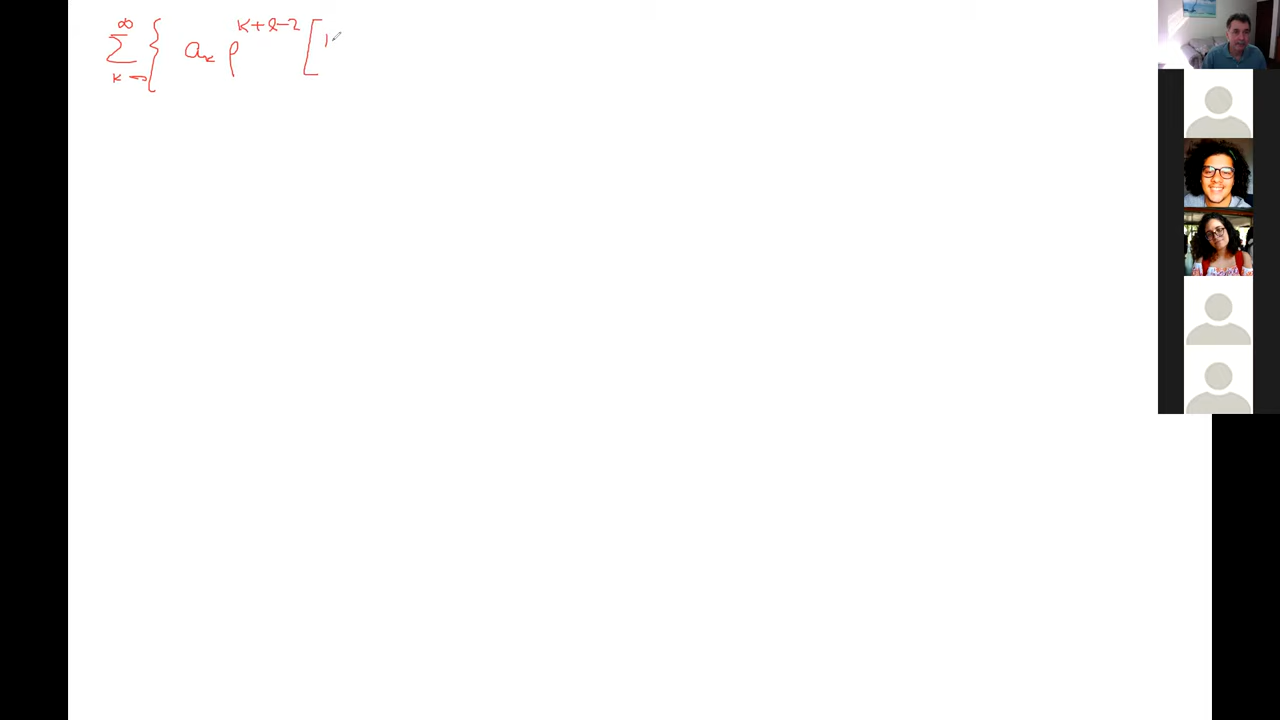 ∞ ∑ k=0 { a_k ρ^{k+l-2} [